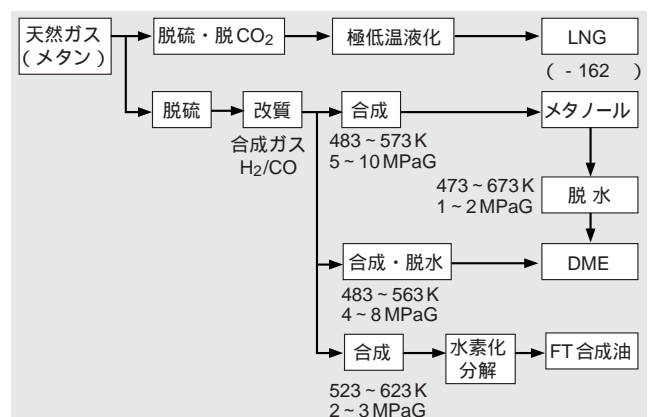 天然ガス
(メタン)
脱硫・脱CO2
極低温液化
LNG
( - 162 )
脱硫
改質
合成ガス
H2/CO
合成
483~573K
5~10MPaG
メタノール
473~673K
1~2MPaG
脱水
合成・脱水
483~563K
4~8MPaG
DME
合成
523~623K
2~3MPaG
水素化
分解
FT合成油